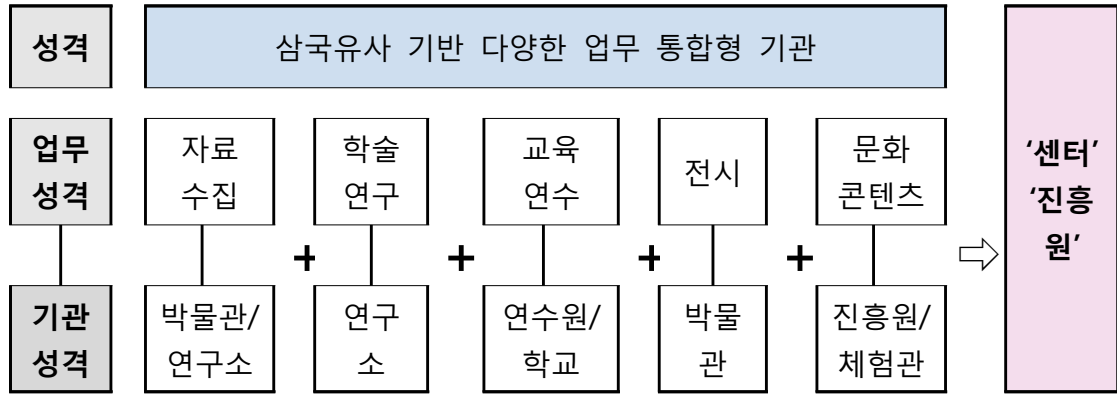 성격
삼국유사 기반 다양한 업무 통합형 기관
업무
성격
자료
수집
학술
연구
교육
연수
전시
문화
콘텐츠
‘센터’
‘진흥
원’
+
+
+
+
기관
성격
박물관/
연구소
연구
소
연수원/
학교
박물
관
진흥원/
체험관